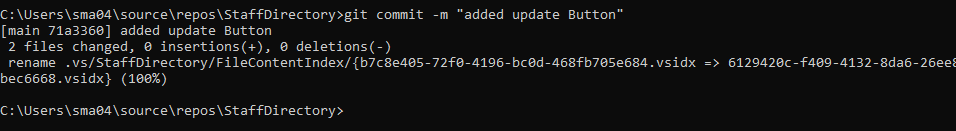 C:\Users\sma04\source\repos\StaffDirectory>git commit -m "added update Button"
[main 71a3360] added update Button
 2 files changed, 0 insertions(+), 0 deletions(-)
 rename .vs/StaffDirectory/FileContentIndex/{b7c8e405-72f0-4196-bc0d-468fb705e684.vsidx => 6129420c-f409-4132-8da6-26ee8
bec6668.vsidx} (100%)
C:\Users\sma04\source\repos\StaffDirectory>